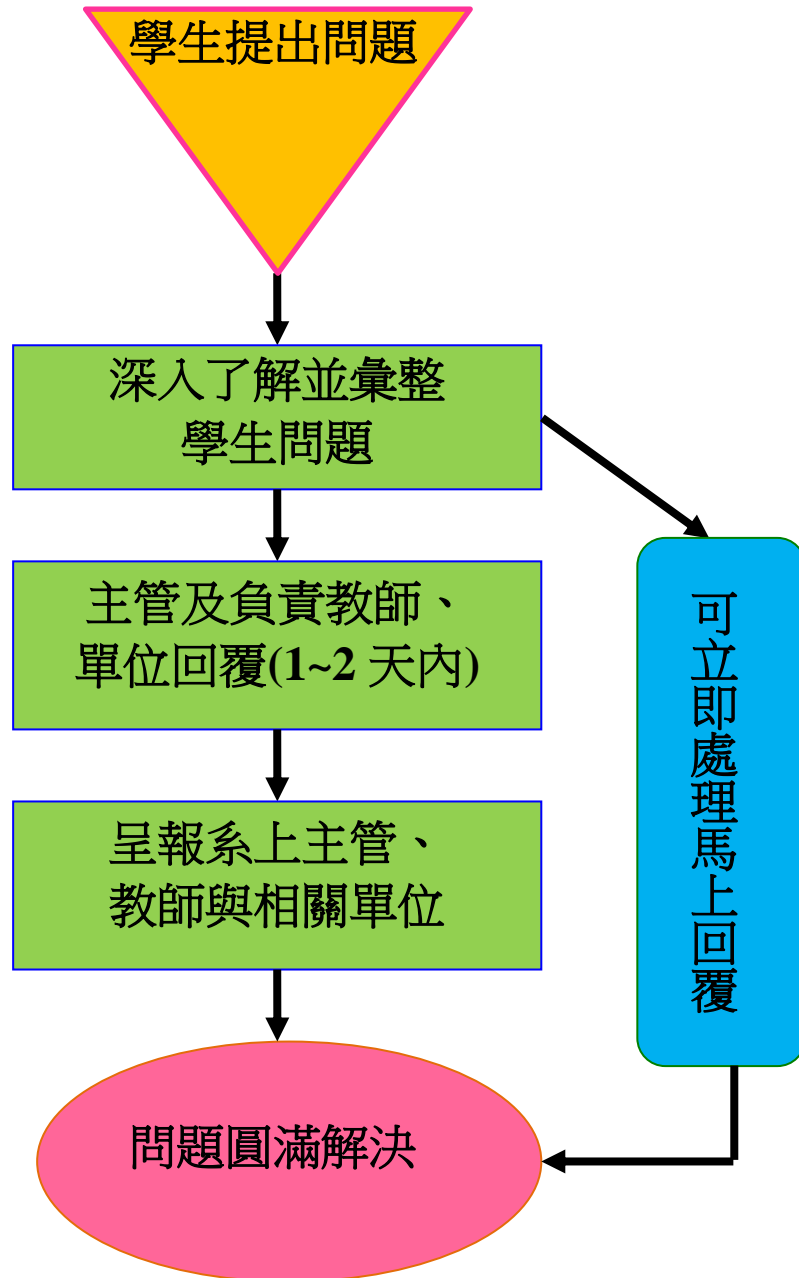 學生提出問題
深入了解並彙整
學生問題
主管及負責教師、
單位回覆(1~2 天內)
呈報系上主管、
教師與相關單位
問題圓滿解決
可立即處理馬上回覆